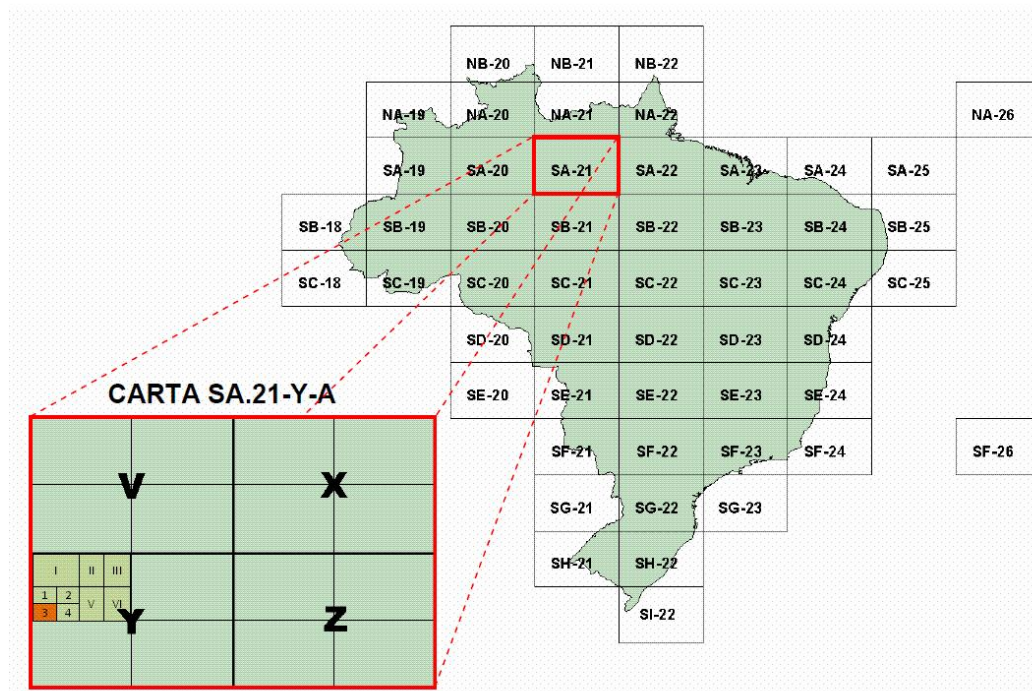 NB-20 NB-21 NB-22
NA-19 NA-20 NA-21 NA-22 NA-26
SA-19 SA-20 SA-21 SA-22 SA-23 SA-24 SA-25
SB-18 SB-19 SB-20 SB-21 SB-22 SB-23 SB-24 SB-25
SC-18 SC-19 SC-20 SC-21 SC-22 SC-23 SC-24 SC-25
SD-20 SD-21 SD-22 SD-23 SD-24
SE-20 SE-21 SE-22 SE-23 SE-24
SF-21 SF-22 SF-23 SF-24 SF-26
SG-21 SG-22 SG-23
SH-21 SH-22
SI-22
CARTA SA.21-Y-A
V X
I II III
1 2
V VI
3 4
Y Z